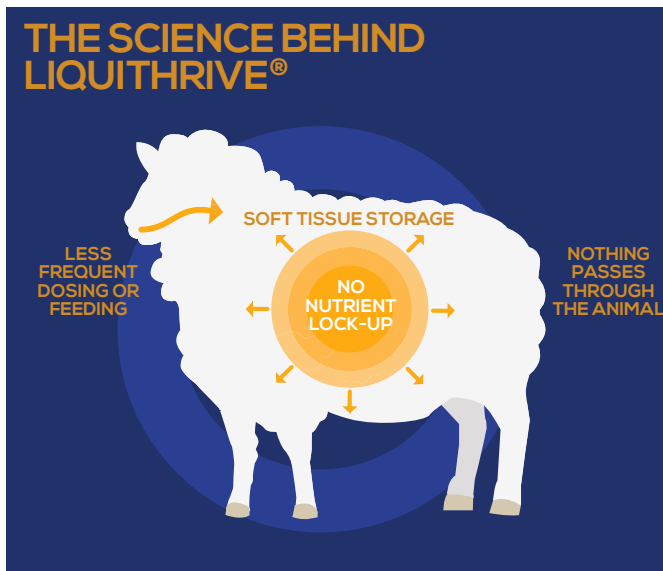 THE SCIENCE BEHIND
LIQUITHRIVE®
SOFT TISSUE STORAGE
LESS
FREQUENT
DOSING OR
FEEDING
NO
NUTRIENT
LOCK-UP
NOTHING
PASSES
THROUGH
THE ANIMAL